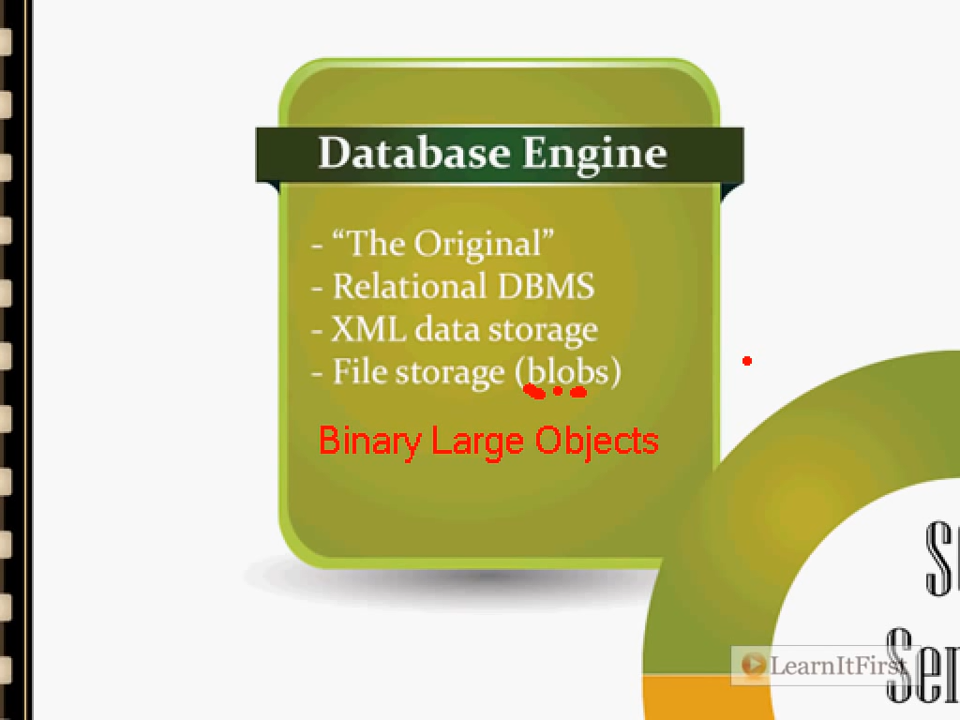 Database Engine
- “The Original”
- Relational DBMS
- XML data storage
- File storage (blobs)
Binary Large Objects
LearnItFirst